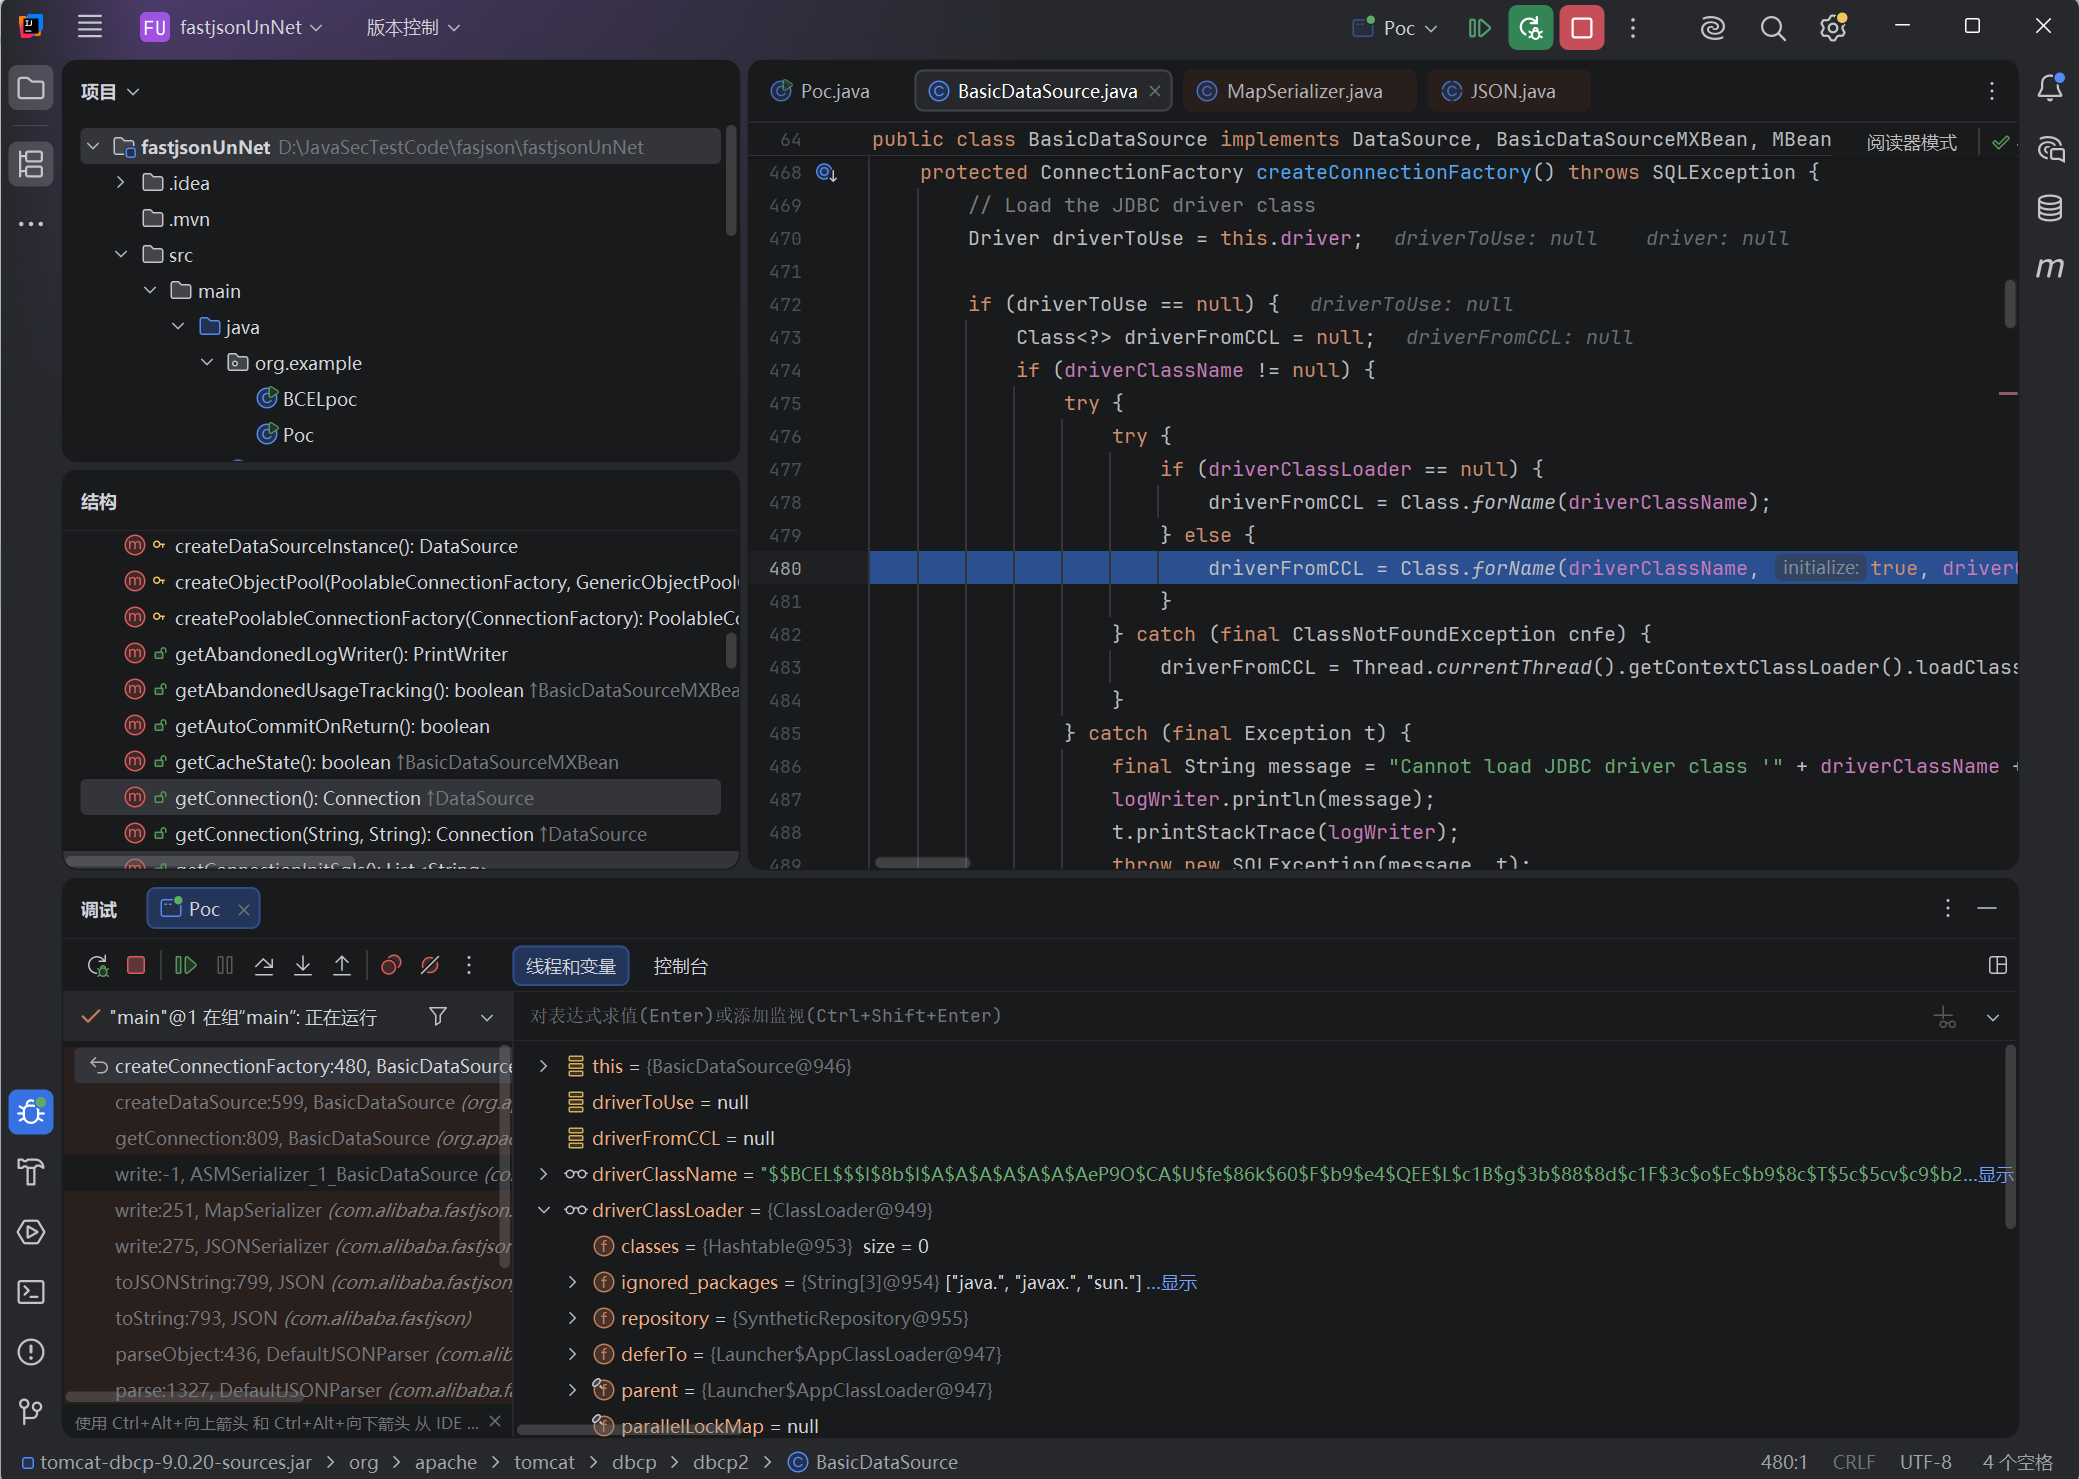 FU fastjsonUnNet 版本控制 Poc
项目
fastjsonUnNet D:\JavaSecTestCode\fasjson\fastjsonUnNet
.idea
.mvn
src
main
java
org.example
BCELpoc
Poc
结构
createDataSourceInstance(): DataSource
createObjectPool(PoolableConnectionFactory, GenericObjectPool
createPoolableConnectionFactory(ConnectionFactory): PoolableCo
getAbandonedLogWriter(): PrintWriter
getAbandonedUsageTracking(): boolean ↑BasicDataSourceMXBea
getAutoCommitOnReturn(): boolean
getCacheState(): boolean ↑BasicDataSourceMXBean
getConnection(): Connection ↑DataSource
getConnection(String, String): Connection ↑DataSource
getConnectionInitSqls(): List<String>
Poc.java BasicDataSource.java MapSerializer.java JSON.java
64 public class BasicDataSource implements DataSource, BasicDataSourceMXBean, MBean 阅读器模式
468 protected ConnectionFactory createConnectionFactory() throws SQLException {
469 // Load the JDBC driver class
470 Driver driverToUse = this.driver; driverToUse: null driver: null
471
472 if (driverToUse == null) { driverToUse: null
473 Class<?> driverFromCCL = null; driverFromCCL: null
474 if (driverClassName != null) {
475 try {
476 try {
477 if (driverClassLoader == null) {
478 driverFromCCL = Class.forName(driverClassName);
479 } else {
480 driverFromCCL = Class.forName(driverClassName, initialize: true, driver
481 }
482 } catch (final ClassNotFoundException cnfe) {
483 driverFromCCL = Thread.currentThread().getContextClassLoader().loadClass
484 }
485 } catch (final Exception t) {
486 final String message = "Cannot load JDBC driver class '" + driverClassName +
487 logWriter.println(message);
488 t.printStackTrace(logWriter);
489 throw new SQLException(message, t);
调试 Poc
线程和变量 控制台
"main"@1 在组“main”: 正在运行
createConnectionFactory:480, BasicDataSource
createDataSource:599, BasicDataSource (org.ap
getConnection:809, BasicDataSource (org.apac
write:-1, ASMSerializer_1_BasicDataSource (co
write:251, MapSerializer (com.alibaba.fastjson.
write:275, JSONSerializer (com.alibaba.fastjson
toJSONString:799, JSON (com.alibaba.fastjson)
toString:793, JSON (com.alibaba.fastjson)
parseObject:436, DefaultJSONParser (com.alib
parse:1327, DefaultJSONParser (com.alibaba.fa
使用 Ctrl+Alt+向上箭头 和 Ctrl+Alt+向下箭头 从 IDE ...
对表达式求值(Enter)或添加监视(Ctrl+Shift+Enter)
this = {BasicDataSource@946}
driverToUse = null
driverFromCCL = null
driverClassName = "$$BCEL$$$l$8b$I$A$A$A$A$A$A$AeP9O$CA$U$fe$86k$60$F$b9$e4$QEE$L$c1B$g$3b$88$8d$c1F$3c$o$Ec$b9$8c$T$5c$5cv$c9$b2...显示
driverClassLoader = {ClassLoader@949}
classes = {Hashtable@953} size = 0
ignored_packages = {String[3]@954} ["java.", "javax.", "sun."] ...显示
repository = {SyntheticRepository@955}
deferTo = {Launcher$AppClassLoader@947}
parent = {Launcher$AppClassLoader@947}
parallelLockMap = null
tomcat-dbcp-9.0.20-sources.jar > org > apache > tomcat > dbcp > dbcp2 > BasicDataSource 480:1 CRLF UTF-8 4 个空格